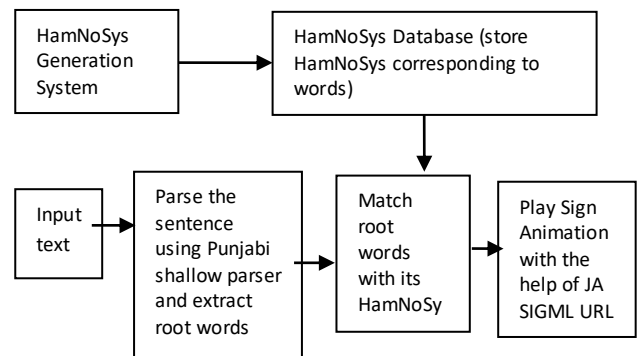 HamNoSys
Generation
System
HamNoSys Database (store
HamNoSys corresponding to
words)
Input
text
Parse the
sentence
using Punjabi
shallow parser
and extract
root words
Match
root
words
with its
HamNoSy
Play Sign
Animation
with the
help of JA
SIGML URL